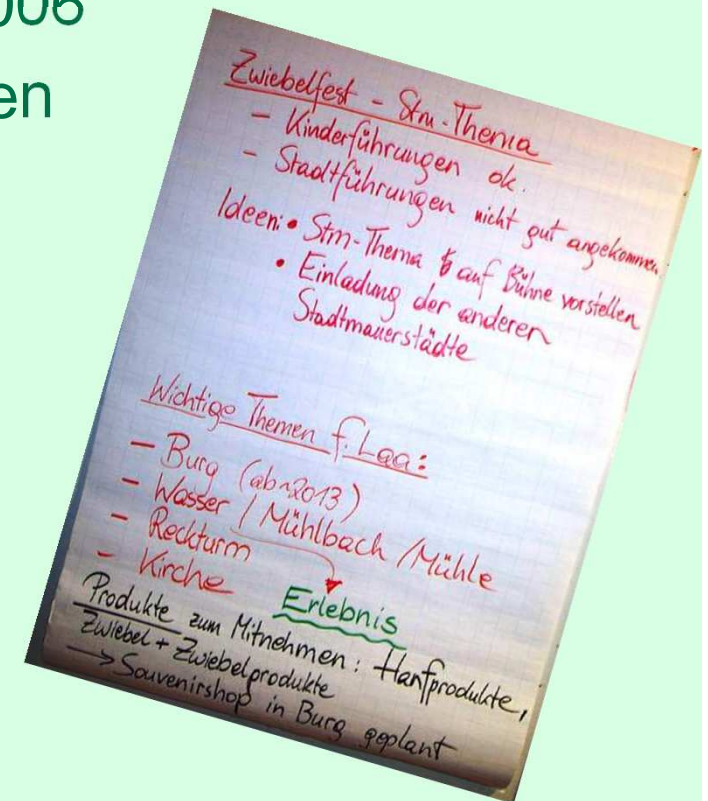 006
en
Zwiebelfest - Stm-Thema
- Kinderführungen ok.
- Stadtführungen nicht gut angekommen.
Ideen: • Stm-Thema auf Bühne vorstellen
• Einladung der anderen
Stadtmauerstädte
Wichtige Themen f. Laa:
- Burg (ab~2013)
- Wasser / Mühlbach / Mühle
- Reckturm
- Kirche
Erlebnis
Produkte zum Mitnehmen: Hanfprodukte,
Zwiebel + Zwiebelprodukte
-> Souvenirshop in Burg geplant